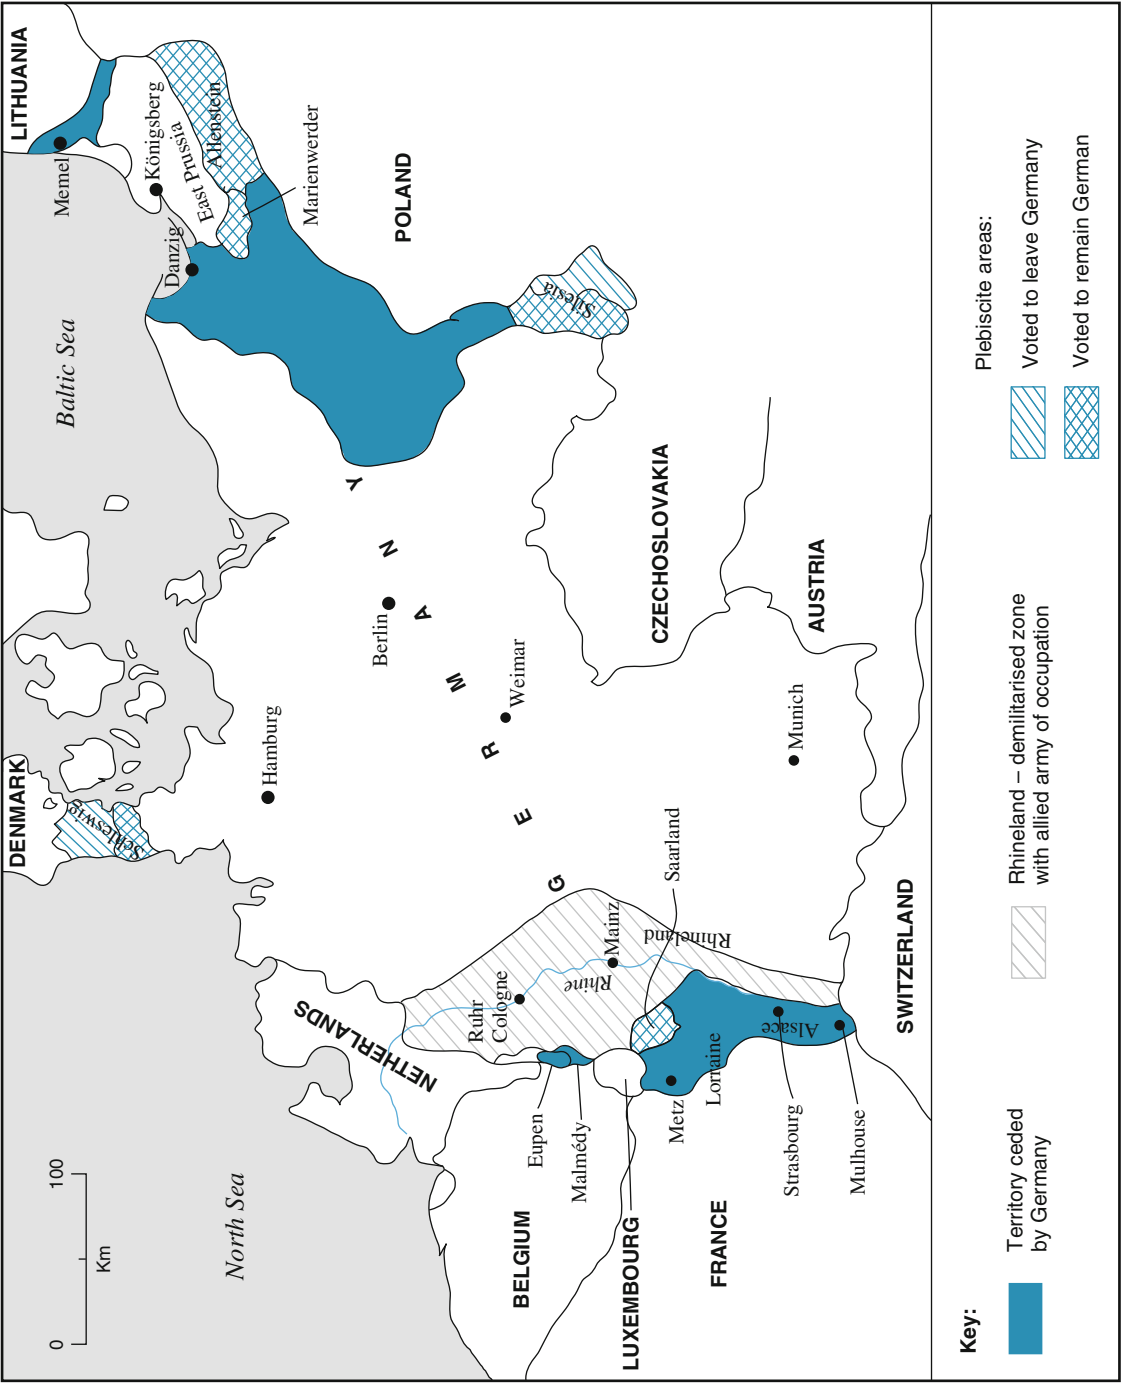 LITHUANIA
Memel
Königsberg
East Prussia
Allenstein
Marienwerder
Danzig
POLAND
Baltic Sea
Silesia
DENMARK
Schleswig
Hamburg
Berlin
GERMANY
Weimar
CZECHOSLOVAKIA
AUSTRIA
Munich
Saarland
Mainz
Rhineland
Rhine
Ruhr
Cologne
NETHERLANDS
SWITZERLAND
Alsace
Lorraine
Metz
Strasbourg
Mulhouse
Eupen
Malmédy
North Sea
BELGIUM
LUXEMBOURG
FRANCE
0 100
Km
Key:
Territory ceded
by Germany
Rhineland – demilitarised zone
with allied army of occupation
Plebiscite areas:
Voted to leave Germany
Voted to remain German